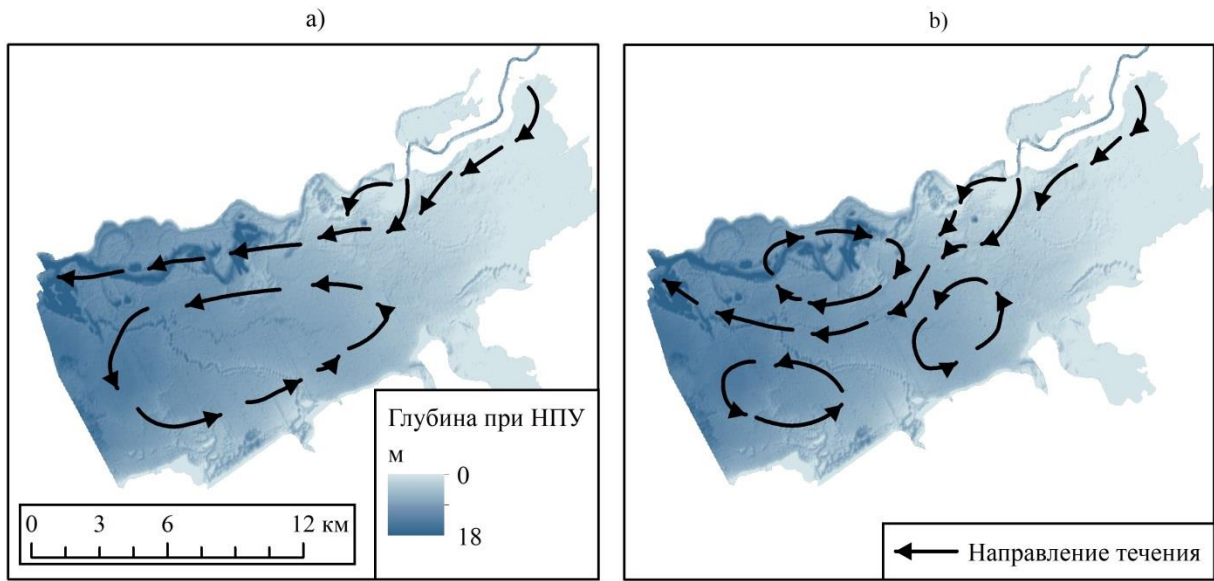 a)
b)
Глубина при НПУ
м
0
18
0 3 6 12 км
Направление течения